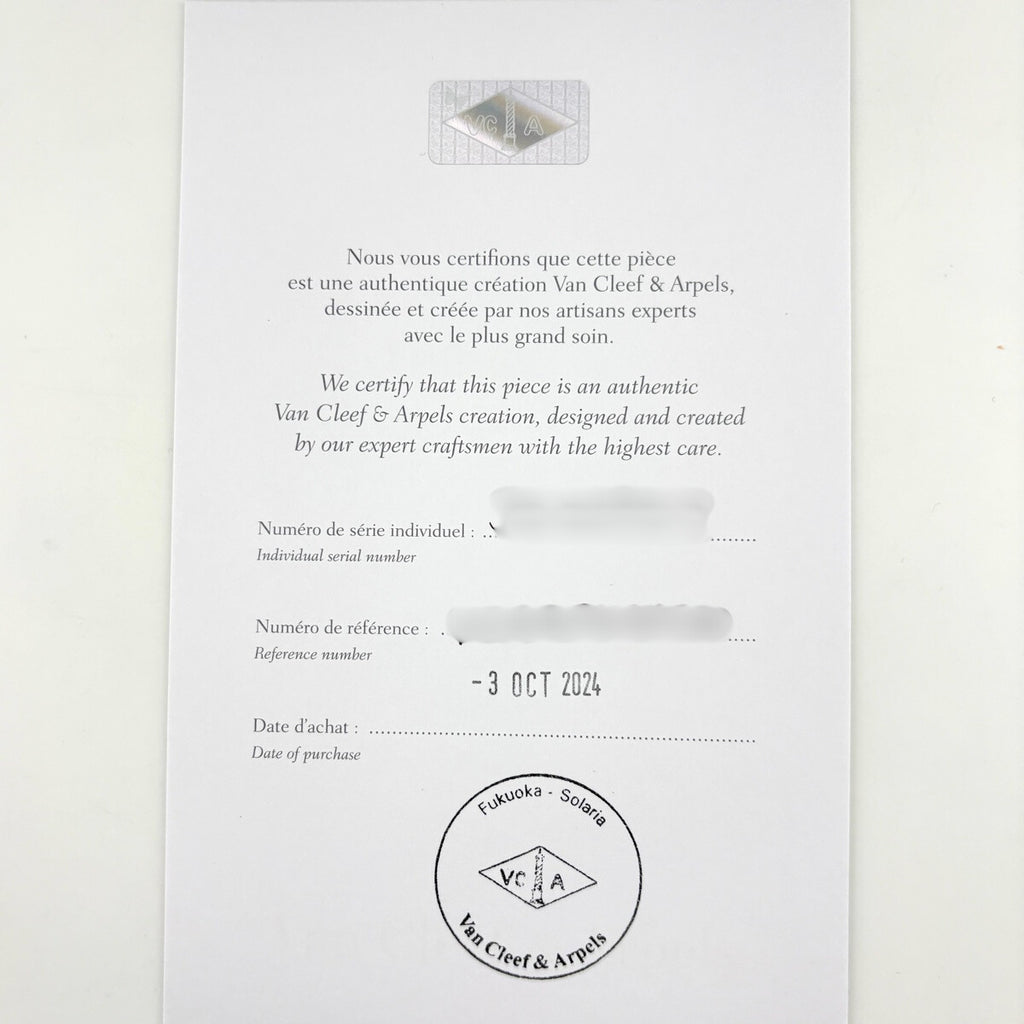 VC A
Nous vous certifions que cette pièce
est une authentique création Van Cleef & Arpels,
dessinée et créée par nos artisans experts
avec le plus grand soin.
We certify that this piece is an authentic
Van Cleef & Arpels creation, designed and created
by our expert craftsmen with the highest care.
Numéro de série individuel :
Individual serial number
Numéro de référence :
Reference number
-3 OCT 2024
Date d'achat :
Date of purchase
Fukuoka - Solaria
VC A
Van Cleef & Arpels